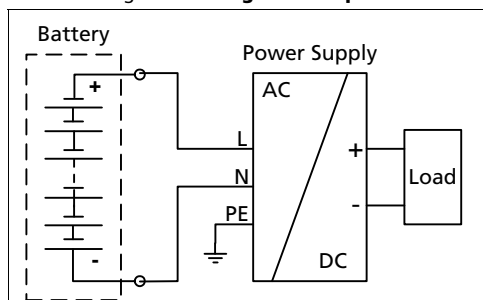 Battery
Power Supply
+
AC
L
N
PE
+
-
Load
-
DC